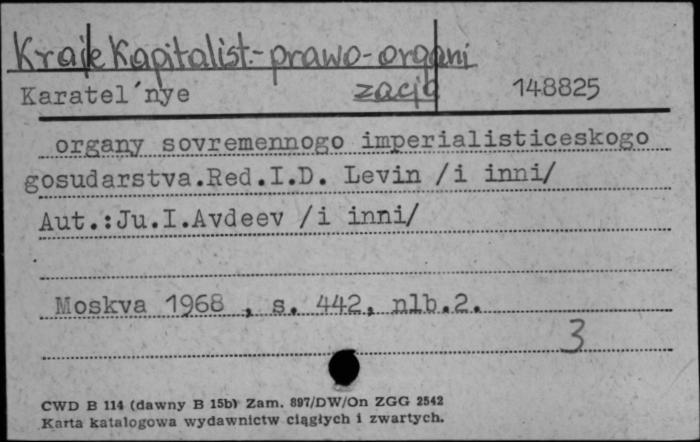 Kraje Kapitalist.-prawo-organi
zacja
Karatel´nye 148825
organy sovremennogo imperialisticeskogo
gosudarstva.Red.I.D. Levin /i inni/
Aut.:Ju.I.Avdeev /i inni/
Moskva 1968 , s. 442, nlb.2.
3
CWD B 114 (dawny B 15b) Zam. 897/DW/On ZGG 2542
Karta katalogowa wydawnictw ciągłych i zwartych.